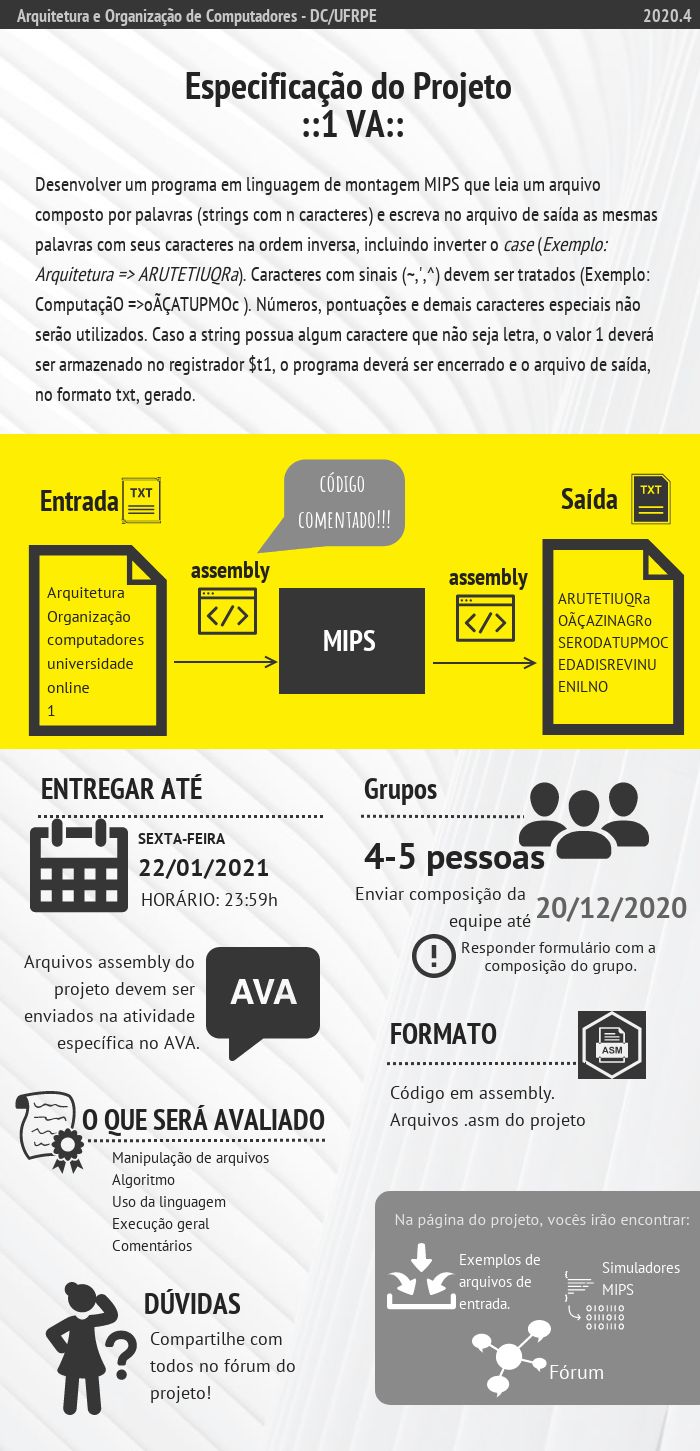 Arquitetura e Organização de Computadores - DC/UFRPE
2020.4
Especificação do Projeto
::1 VA::
Desenvolver um programa em linguagem de montagem MIPS que leia um arquivo
composto por palavras (strings com n caracteres) e escreva no arquivo de saída as mesmas
palavras com seus caracteres na ordem inversa, incluindo inverter o case (Exemplo:
Arquitetura => ARUTETIUQRa). Caracteres com sinais (~,',^) devem ser tratados (Exemplo:
ComputaçãO =>oÃÇATUPMOc ). Números, pontuações e demais caracteres especiais não
serão utilizados. Caso a string possua algum caractere que não seja letra, o valor 1 deverá
ser armazenado no registrador $t1, o programa deverá ser encerrado e o arquivo de saída,
no formato txt, gerado.
Entrada
TXT
CÓDIGO
COMENTADO!!!
Saída
TXT
Arquitetura
Organização
computadores
universidade
online
1
assembly
MIPS
assembly
ARUTETIUQRa
OÃÇAZINAGRo
SERODATUPMOC
EDADISREVINU
ENILNO
ENTREGAR ATÉ
SEXTA-FEIRA
22/01/2021
HORÁRIO: 23:59h
Grupos
4-5 pessoas
Enviar composição da
equipe até
20/12/2020
Responder formulário com a
composição do grupo.
Arquivos assembly do
projeto devem ser
enviados na atividade
específica no AVA.
AVA
FORMATO
ASM
Código em assembly.
Arquivos .asm do projeto
O QUE SERÁ AVALIADO
Manipulação de arquivos
Algoritmo
Uso da linguagem
Execução geral
Comentários
Na página do projeto, vocês irão encontrar:
Exemplos de
arquivos de
entrada.
Simuladores
MIPS
Fórum
DÚVIDAS
Compartilhe com
todos no fórum do
projeto!